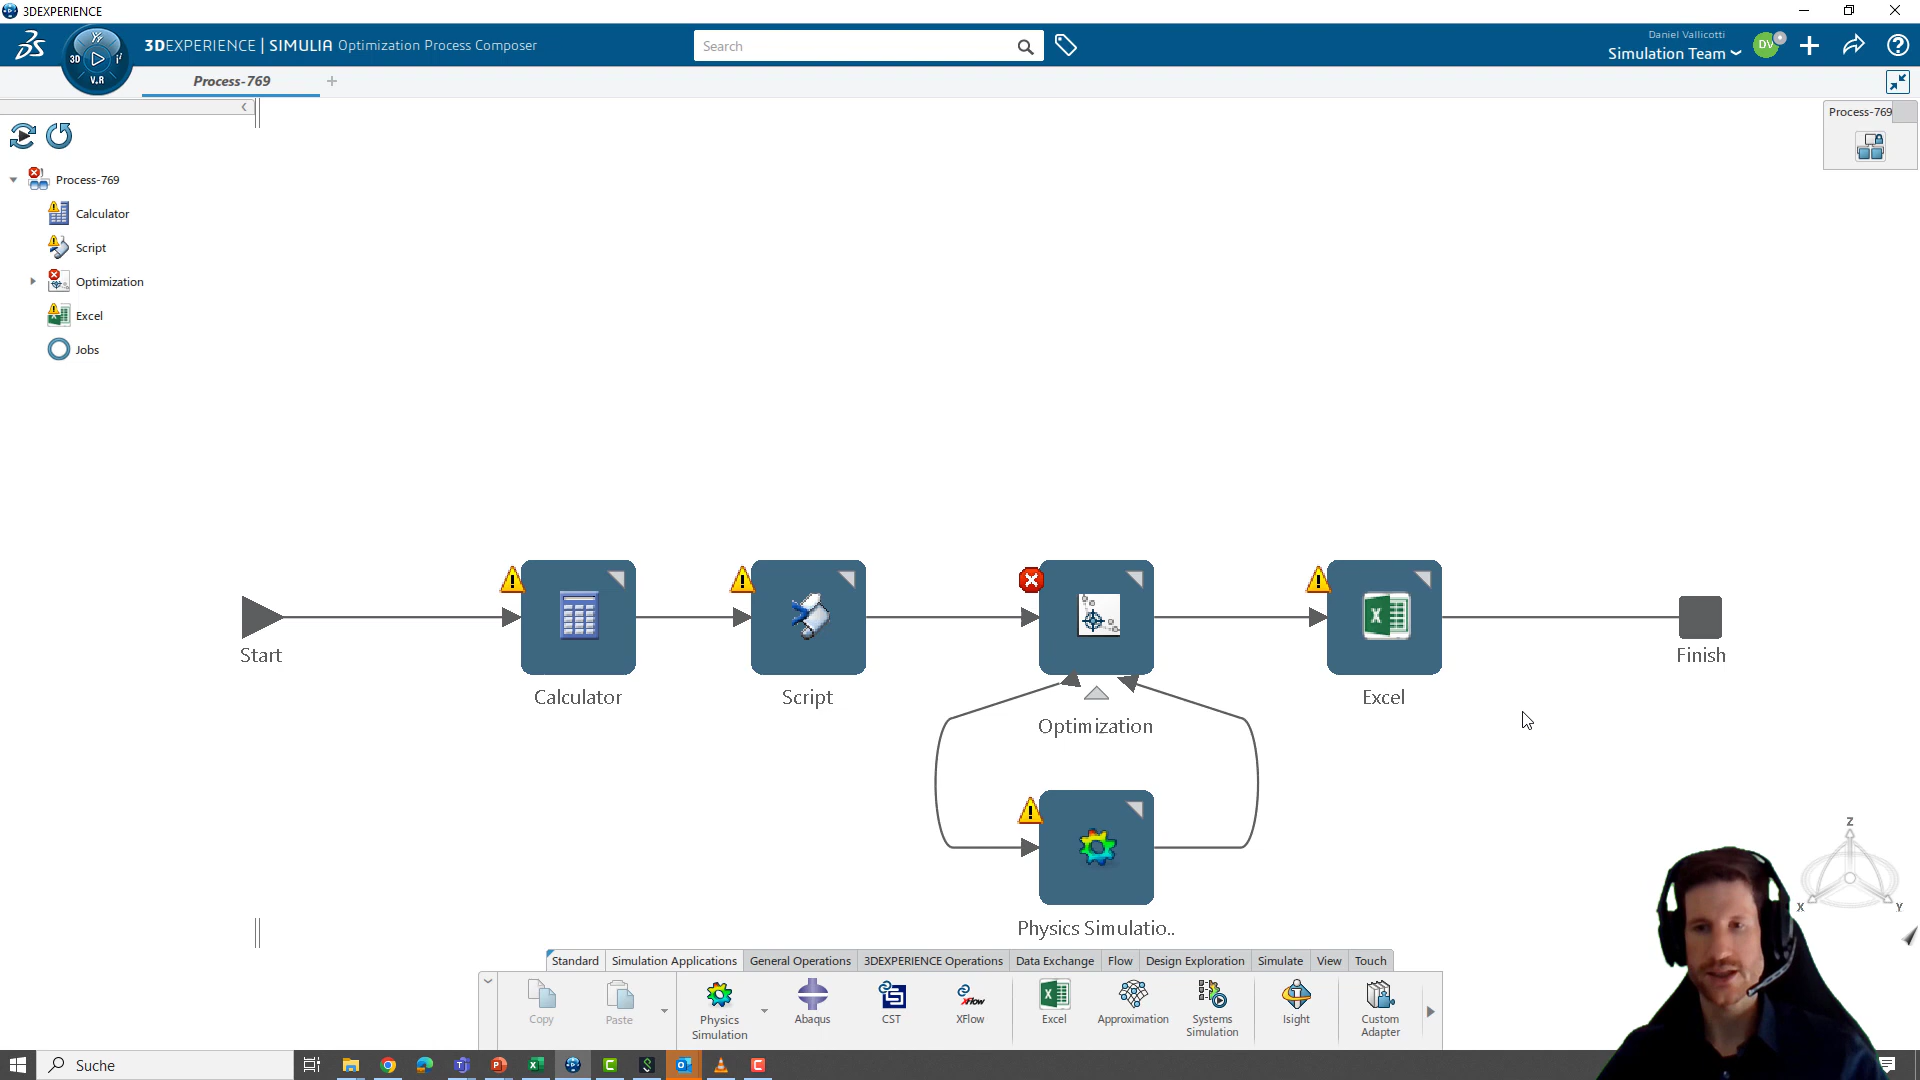 3DEXPERIENCE
3DEXPERIENCE | SIMULIA Optimization Process Composer
Search
Daniel Vallicotti
Simulation Team
DV
3D
V.R
Process-769
+
Process-769
Process-769
Calculator
Script
Optimization
Excel
Jobs
Start
Calculator
Script
Optimization
Excel
Finish
Physics Simulatio..
Z
X
Y
Standard
Simulation Applications
General Operations
3DEXPERIENCE Operations
Data Exchange
Flow
Design Exploration
Simulate
View
Touch
Copy
Paste
Physics
Simulation
Abaqus
CST
XFlow
Excel
Approximation
Systems
Simulation
Isight
Custom
Adapter
Suche